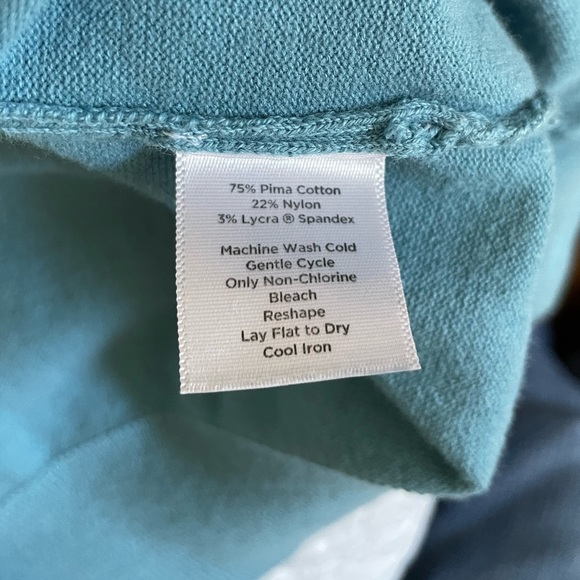 75% Pima Cotton
22% Nylon
3% Lycra ® Spandex
Machine Wash Cold
Gentle Cycle
Only Non-Chlorine
Bleach
Reshape
Lay Flat to Dry
Cool Iron